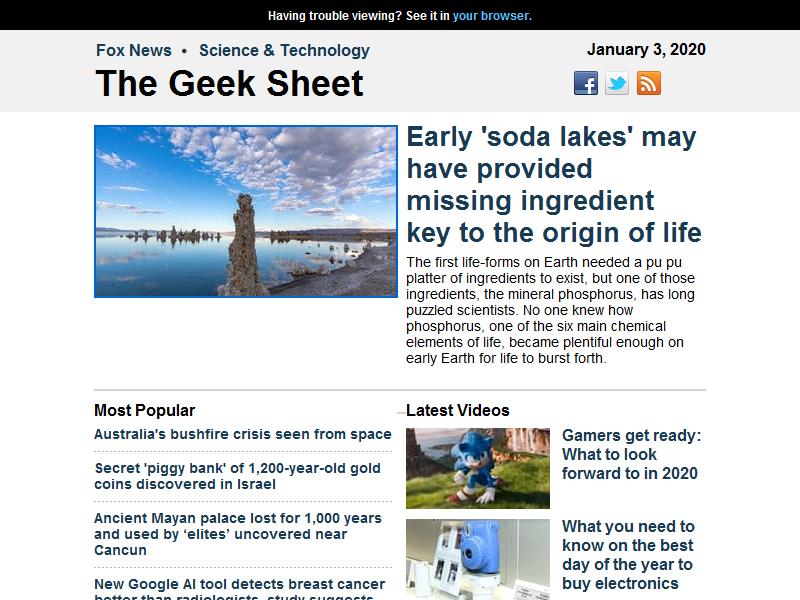 Having trouble viewing? See it in your browser.
Fox News • Science & Technology
January 3, 2020
The Geek Sheet
Early 'soda lakes' may
have provided
missing ingredient
key to the origin of life
The first life-forms on Earth needed a pu pu
platter of ingredients to exist, but one of those
ingredients, the mineral phosphorus, has long
puzzled scientists. No one knew how
phosphorus, one of the six main chemical
elements of life, became plentiful enough on
early Earth for life to burst forth.
Most Popular
Australia's bushfire crisis seen from space
Secret 'piggy bank' of 1,200-year-old gold
coins discovered in Israel
Ancient Mayan palace lost for 1,000 years
and used by ‘elites’ uncovered near
Cancun
New Google AI tool detects breast cancer
better than radiologists, study suggests
Latest Videos
Gamers get ready:
What to look
forward to in 2020
What you need to
know on the best
day of the year to
buy electronics